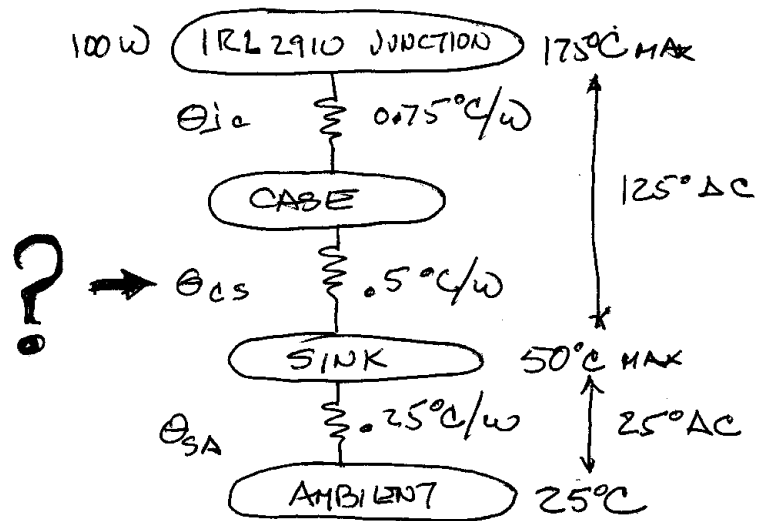 100W IRL2910 JUNCTION 175°C MAX
Θjc 0.75°C/W
125° ΔC
CASE
? → Θcs .5°C/W
SINK 50°C MAX
ΘSA .25°C/W 25° ΔC
AMBIENT 25°C